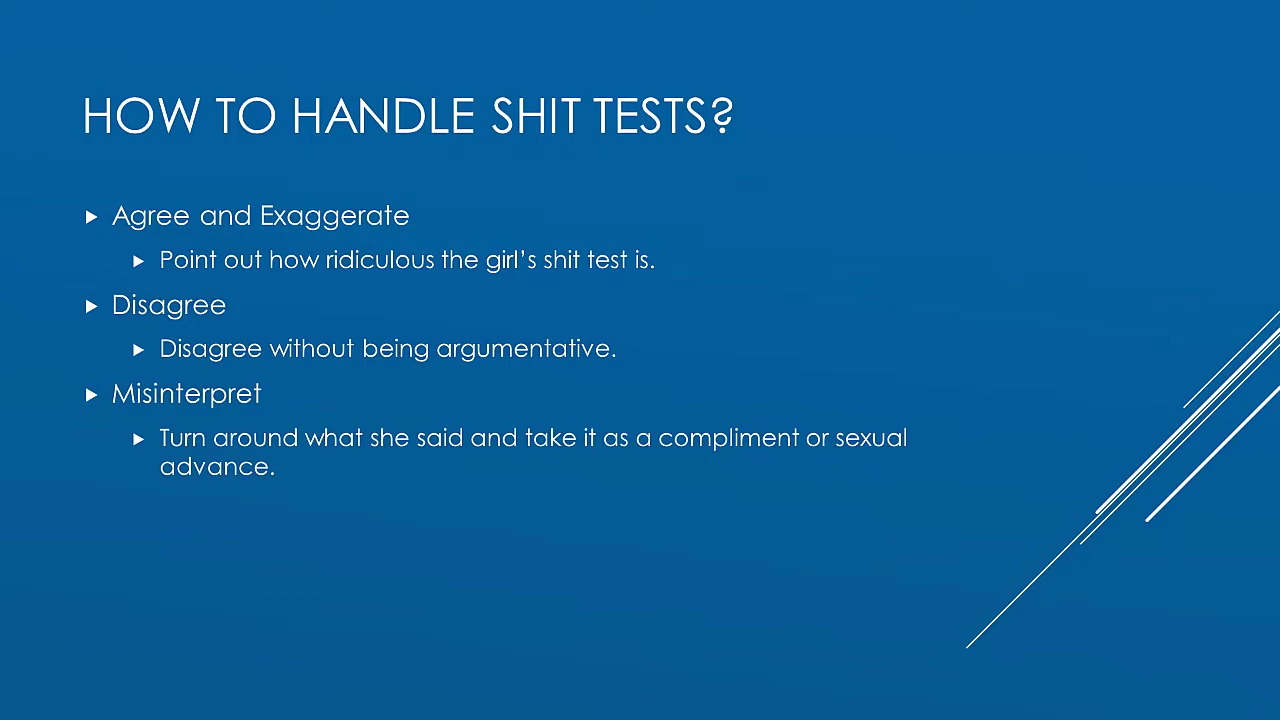 HOW TO HANDLE SHIT TESTS?
Agree and Exaggerate
Point out how ridiculous the girl's shit test is.
Disagree
Disagree without being argumentative.
Misinterpret
Turn around what she said and take it as a compliment or sexual
advance.